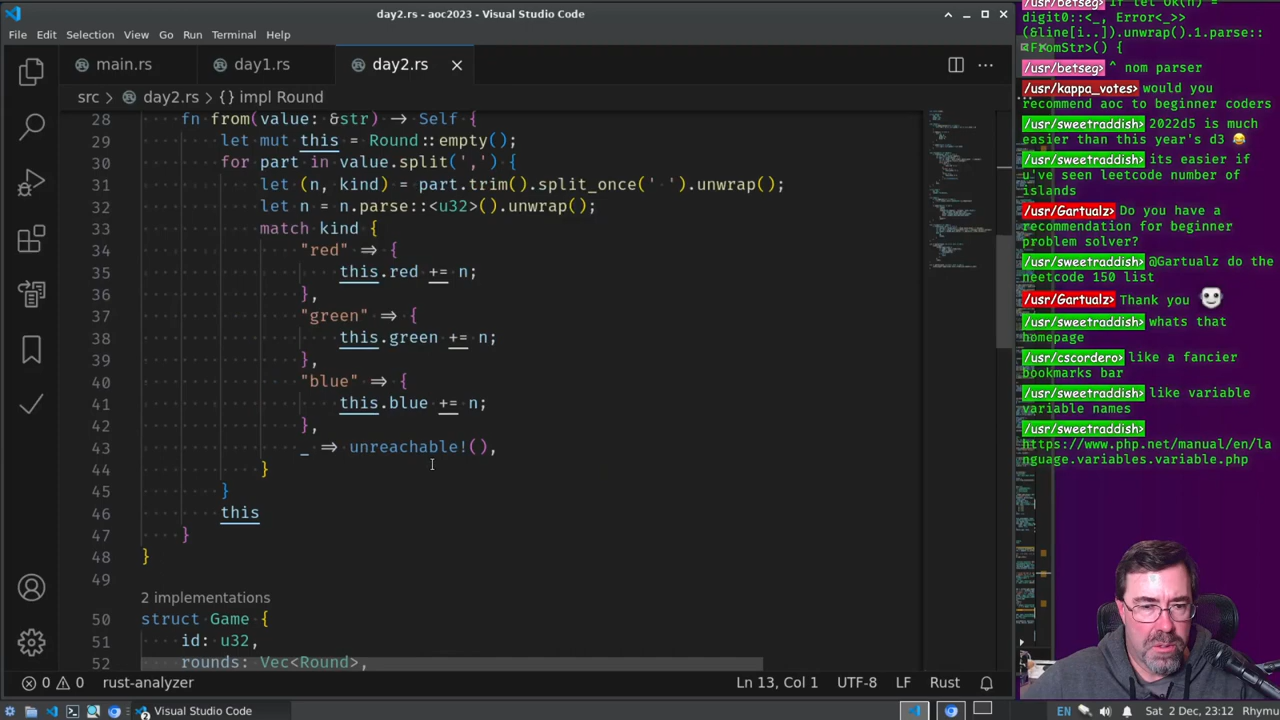 day2.rs - aoc2023 - Visual Studio Code
File Edit Selection View Go Run Terminal Help
main.rs day1.rs day2.rs
src > day2.rs > {} impl Round
28 fn from(value: &str) → Self {
29 let mut this = Round::empty();
30 for part in value.split(',') {
31 let (n, kind) = part.trim().split_once(' ').unwrap();
32 let n = n.parse::<u32>().unwrap();
33 match kind {
34 "red" ⇒ {
35 this.red += n;
36 },
37 "green" ⇒ {
38 this.green += n;
39 },
40 "blue" ⇒ {
41 this.blue += n;
42 },
43 _ ⇒ unreachable!(),
44 }
45 }
46 this
47 }
48 }
49
2 implementations
50 struct Game {
51 id: u32,
52 rounds: Vec<Round>,
0 0 rust-analyzer Ln 13, Col 1 UTF-8 LF Rust
day2.rs - aoc2023 - Visual Studio Code
EN Sat 2 Dec, 23:12 Rhymu
/usr/betseg> if let Ok(n) =
digit0::<_, Error<_>>
(&line[i..]).unwrap().1.parse::
<FromStr>() {
/usr/betseg> ^ nom parser
/usr/kappa_votes> would you
recommend aoc to beginner coders
/usr/sweetraddish> 2022d5 is much
easier than this year's d3 😂
/usr/sweetraddish> its easier if
u've seen leetcode number of
islands
/usr/Gartualz> Do you have a
recommendation for beginner
problem solver?
/usr/sweetraddish> @Gartualz do the
neetcode 150 list
/usr/Gartualz> Thank you
/usr/sweetraddish> whats that
homepage
/usr/cscordero> like a fancier
bookmarks bar
/usr/sweetraddish> like variable
variable names
/usr/sweetraddish>
https://www.php.net/manual/en/la
nguage.variables.variable.php